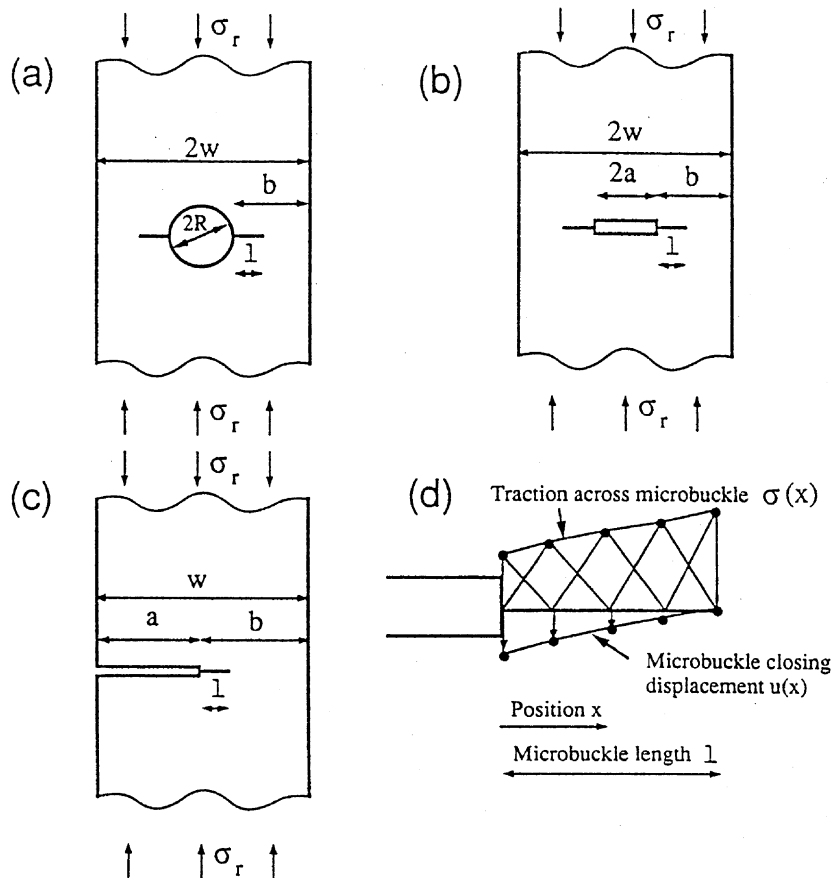 (a)
σr
2w
b
2R
l
σr
(b)
σr
2w
2a
b
l
σr
(c)
σr
w
a
b
l
σr
(d)
Traction across microbuckle σ(x)
Microbuckle closing
displacement u(x)
Position x
Microbuckle length l